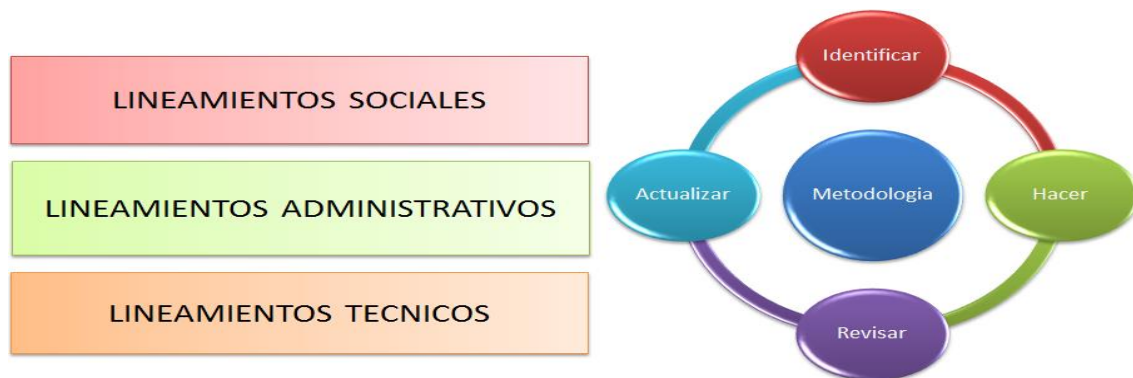 LINEAMIENTOS SOCIALES
LINEAMIENTOS ADMINISTRATIVOS
LINEAMIENTOS TECNICOS
Identificar
Actualizar
Metodologia
Hacer
Revisar